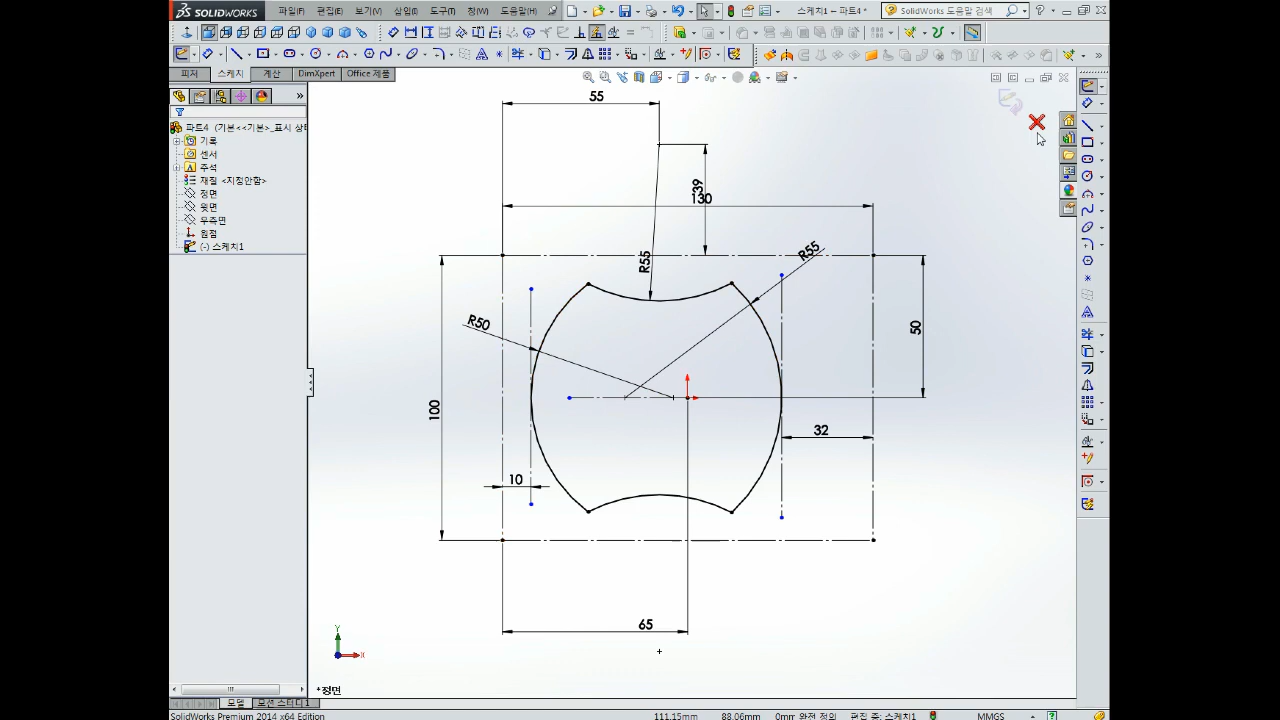 SOLIDWORKS 파일(F) 편집(E) 보기(V) 삽입(I) 도구(T) 창(W) 도움말(H) 스케치1 ← 파트4 * SolidWorks 도움말 검색
피처 스케치 계산 DimXpert Office 제품
파트4 (기본<<기본>_표시 상태
기록
센서
주석
재질 <지정안함>
정면
윗면
우측면
원점
(-) 스케치1
55
39
130
R55
R55
R50
50
100
32
10
65
Y
X
*정면
모델 모션 스터디1
SolidWorks Premium 2014 x64 Edition 111.15mm 88.06mm 0mm 완전 정의 편집 중: 스케치1 MMGS